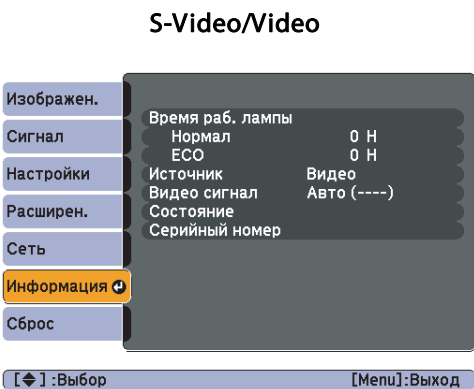 S-Video/Video
Изображен.
Сигнал
Настройки
Расширен.
Сеть
Информация
Сброс
Время раб. лампы
Нормал 0 H
ECO 0 H
Источник Видео
Видео сигнал Авто (----)
Состояние
Серийный номер
[◆] :Выбор [Menu]:Выход